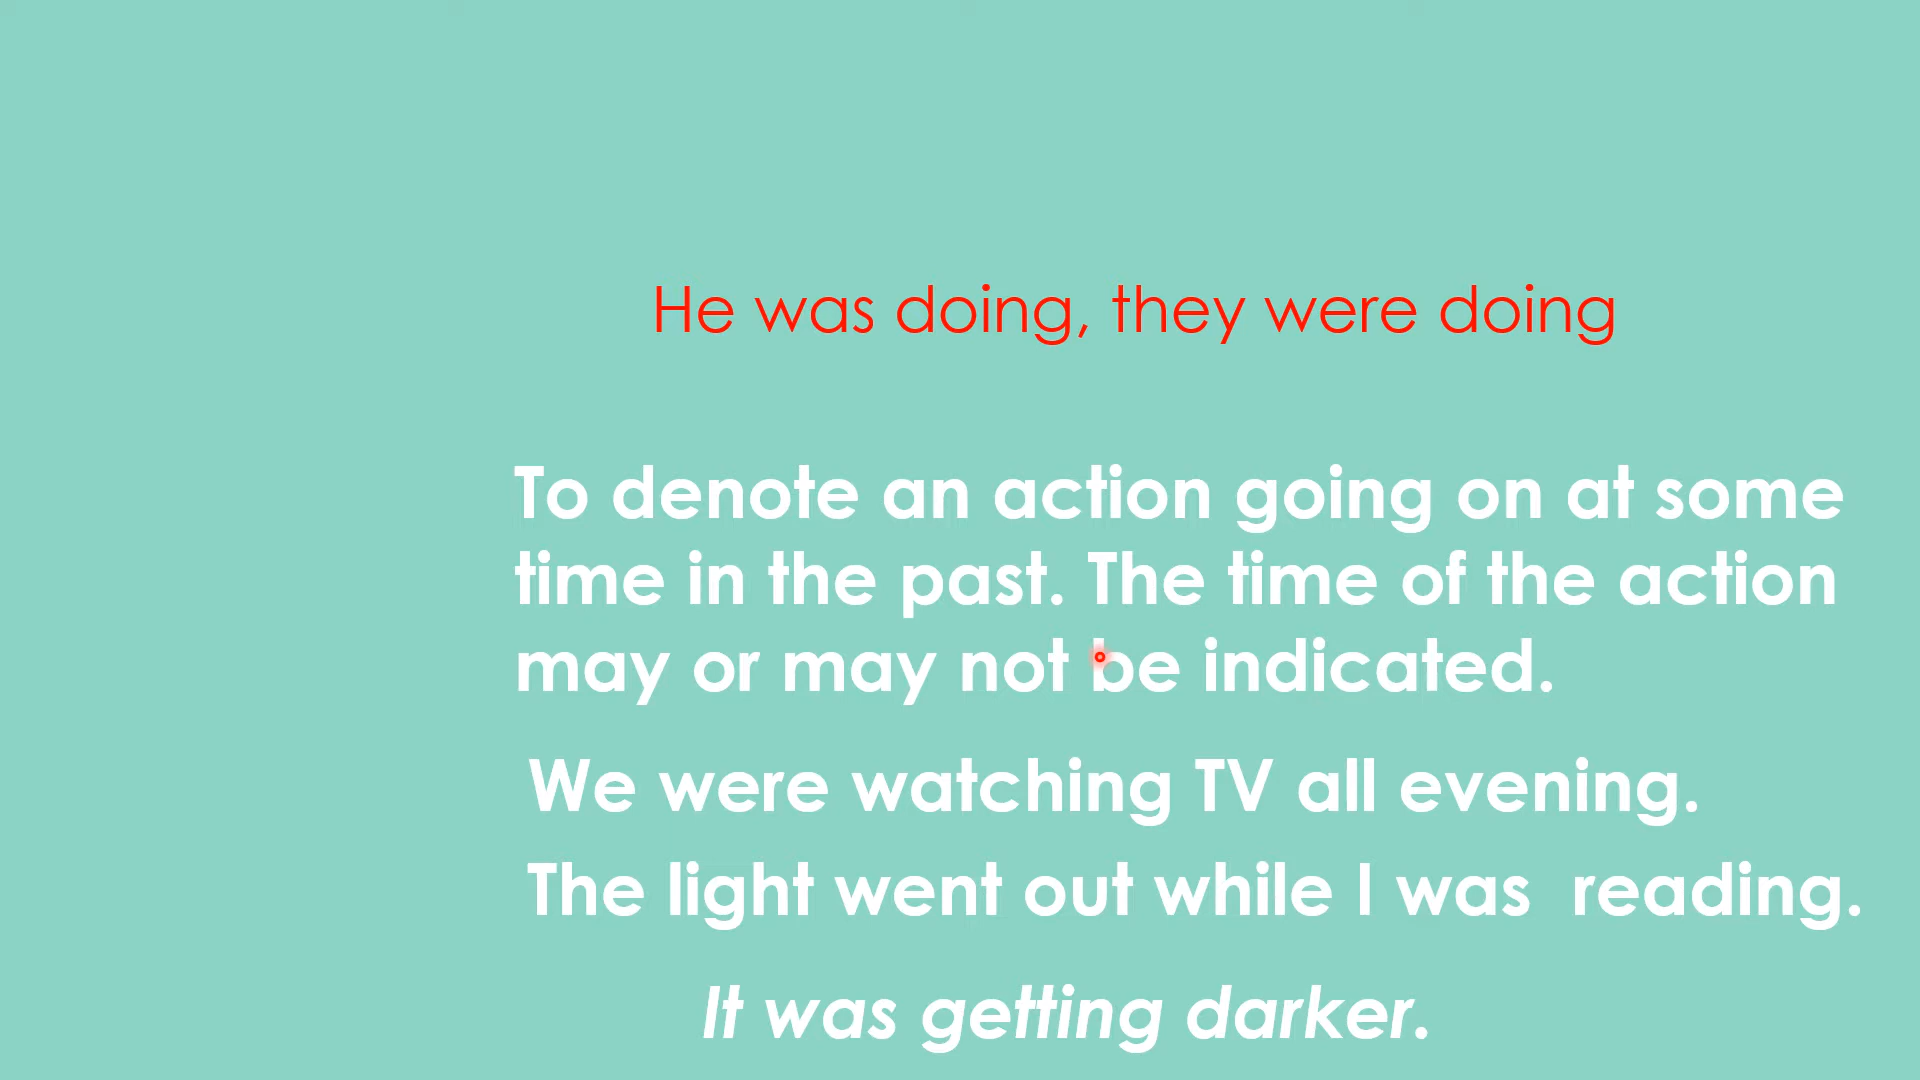 He was doing, they were doing
To denote an action going on at some
time in the past. The time of the action
may or may not be indicated.
We were watching TV all evening.
The light went out while I was  reading.
It was getting darker.